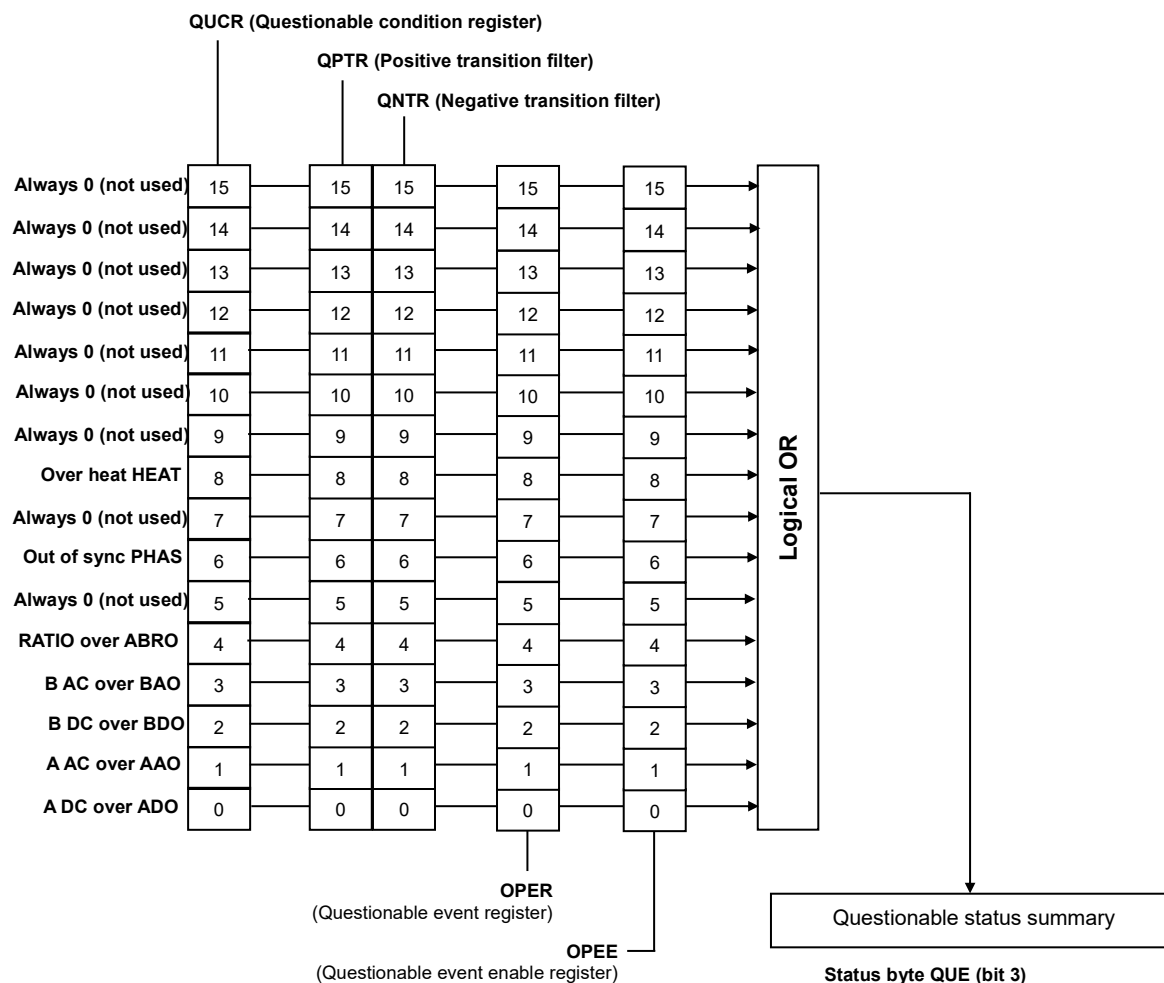 QUCR (Questionable condition register)
QPTR (Positive transition filter)
QNTR (Negative transition filter)
Always 0 (not used) 15 15 15 15 15
Always 0 (not used) 14 14 14 14 14
Always 0 (not used) 13 13 13 13 13
Always 0 (not used) 12 12 12 12 12
Always 0 (not used) 11 11 11 11 11
Always 0 (not used) 10 10 10 10 10
Always 0 (not used) 9 9 9 9 9
Over heat HEAT 8 8 8 8 8
Always 0 (not used) 7 7 7 7 7
Out of sync PHAS 6 6 6 6 6
Always 0 (not used) 5 5 5 5 5
RATIO over ABRO 4 4 4 4 4
B AC over BAO 3 3 3 3 3
B DC over BDO 2 2 2 2 2
A AC over AAO 1 1 1 1 1
A DC over ADO 0 0 0 0 0
Logical OR
OPER
(Questionable event register)
OPEE
(Questionable event enable register)
Questionable status summary
Status byte QUE (bit 3)